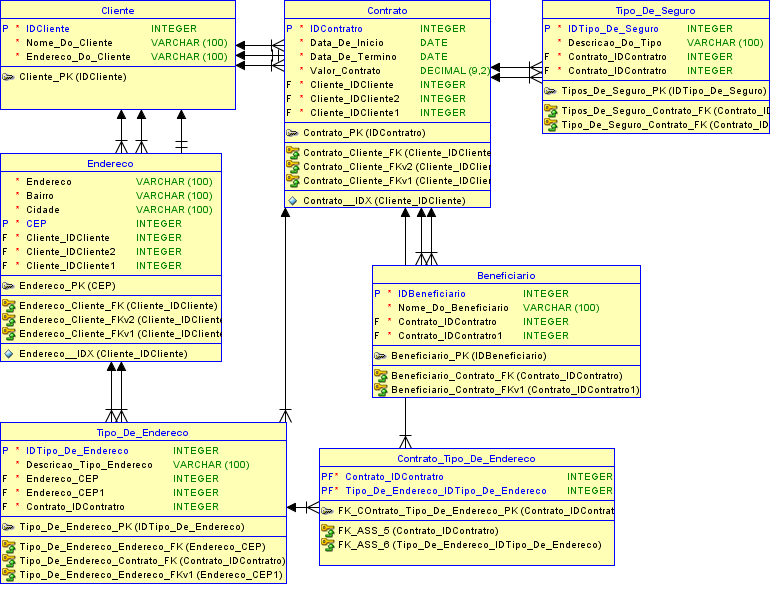 Cliente
P * IDCliente INTEGER
* Nome_Do_Cliente VARCHAR (100)
* Endereco_Do_Cliente VARCHAR (100)
Cliente_PK (IDCliente)
Contrato
P * IDContratro INTEGER
* Data_De_Inicio DATE
* Data_De_Termino DATE
* Valor_Contrato DECIMAL (9,2)
F * Cliente_IDCliente INTEGER
F * Cliente_IDCliente2 INTEGER
F * Cliente_IDCliente1 INTEGER
Contrato_PK (IDContratro)
Contrato_Cliente_FK (Cliente_IDCliente
Contrato_Cliente_FKv2 (Cliente_IDClien
Contrato_Cliente_FKv1 (Cliente_IDClien
Contrato__IDX (Cliente_IDCliente)
Tipo_De_Seguro
P * IDTipo_De_Seguro INTEGER
* Descricao_Do_Tipo VARCHAR (100)
F * Contrato_IDContratro INTEGER
F * Contrato_IDContratro INTEGER
Tipos_De_Seguro_PK (IDTipo_De_Seguro)
Tipos_De_Seguro_Contrato_FK (Contrato_ID
Tipo_De_Seguro_Contrato_FK (Contrato_ID
Endereco
* Endereco VARCHAR (100)
* Bairro VARCHAR (100)
* Cidade VARCHAR (100)
P * CEP INTEGER
F * Cliente_IDCliente INTEGER
F * Cliente_IDCliente2 INTEGER
F * Cliente_IDCliente1 INTEGER
Endereco_PK (CEP)
Endereco_Cliente_FK (Cliente_IDCliente)
Endereco_Cliente_FKv2 (Cliente_IDClient
Endereco_Cliente_FKv1 (Cliente_IDClient
Endereco__IDX (Cliente_IDCliente)
Beneficiario
P * IDBeneficiario INTEGER
* Nome_Do_Beneficiario VARCHAR (100)
F * Contrato_IDContratro INTEGER
F * Contrato_IDContratro1 INTEGER
Beneficiario_PK (IDBeneficiario)
Beneficiario_Contrato_FK (Contrato_IDContratro)
Beneficiario_Contrato_FKv1 (Contrato_IDContratro1)
Tipo_De_Endereco
P * IDTipo_De_Endereco INTEGER
* Descricao_Tipo_Endereco VARCHAR (100)
F * Endereco_CEP INTEGER
F * Endereco_CEP1 INTEGER
F * Contrato_IDContratro INTEGER
Tipo_De_Endereco_PK (IDTipo_De_Endereco)
Tipo_De_Endereco_Endereco_FK (Endereco_CEP)
Tipo_De_Endereco_Contrato_FK (Contrato_IDContratro)
Tipo_De_Endereco_Endereco_FKv1 (Endereco_CEP1)
Contrato_Tipo_De_Endereco
PF* Contrato_IDContratro INTEGER
PF* Tipo_De_Endereco_IDTipo_De_Endereco INTEGER
FK_COntrato_Tipo_De_Endereco_PK (Contrato_IDContrat
FK_ASS_5 (Contrato_IDContratro)
FK_ASS_6 (Tipo_De_Endereco_IDTipo_De_Endereco)